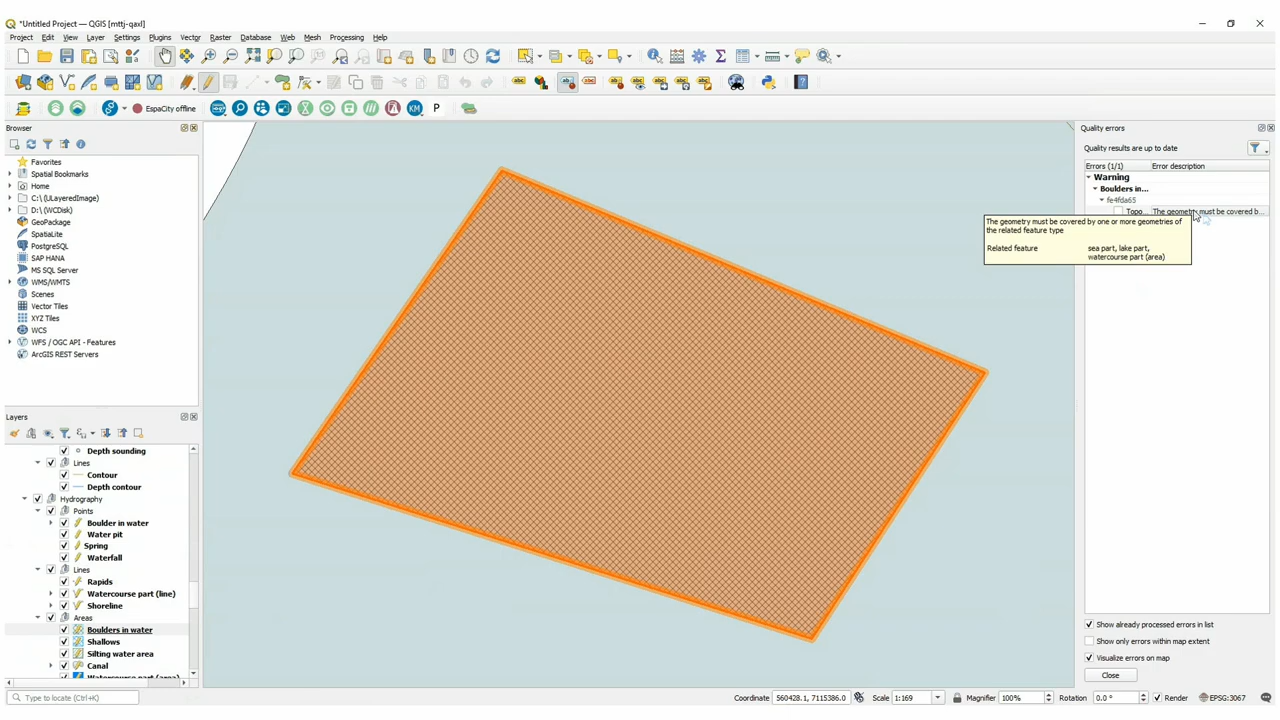 *Untitled Project — QGIS [mttj-qaxl]
Project Edit View Layer Settings Plugins Vector Raster Database Web Mesh Processing Help
EspaCity offline
KM
P
Browser
Favorites
Spatial Bookmarks
Home
C:\ (ULayeredImage)
D:\ (WCDisk)
GeoPackage
SpatiaLite
PostgreSQL
SAP HANA
MS SQL Server
WMS/WMTS
Scenes
Vector Tiles
XYZ Tiles
WCS
WFS / OGC API - Features
ArcGIS REST Servers
Layers
Depth sounding
Lines
Contour
Depth contour
Hydrography
Points
Boulder in water
Water pit
Spring
Waterfall
Lines
Rapids
Watercourse part (line)
Shoreline
Areas
Boulders in water
Shallows
Silting water area
Canal
Watercourse part (area)
Quality errors
Quality results are up to date
Errors (1/1) Error description
Warning
Boulders in...
fe4fda65
Topo... The geometry must be covered b...
The geometry must be covered by one or more geometries of
the related feature type
Related feature sea part, lake part,
watercourse part (area)
Show already processed errors in list
Show only errors within map extent
Visualize errors on map
Close
Type to locate (Ctrl+K)
Coordinate 560428.1, 7115386.0 Scale 1:169 Magnifier 100% Rotation 0.0 ° Render EPSG:3067